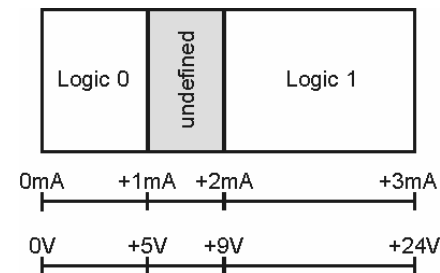 Logic 0 undefined Logic 1
0mA +1mA +2mA +3mA
0V +5V +9V +24V